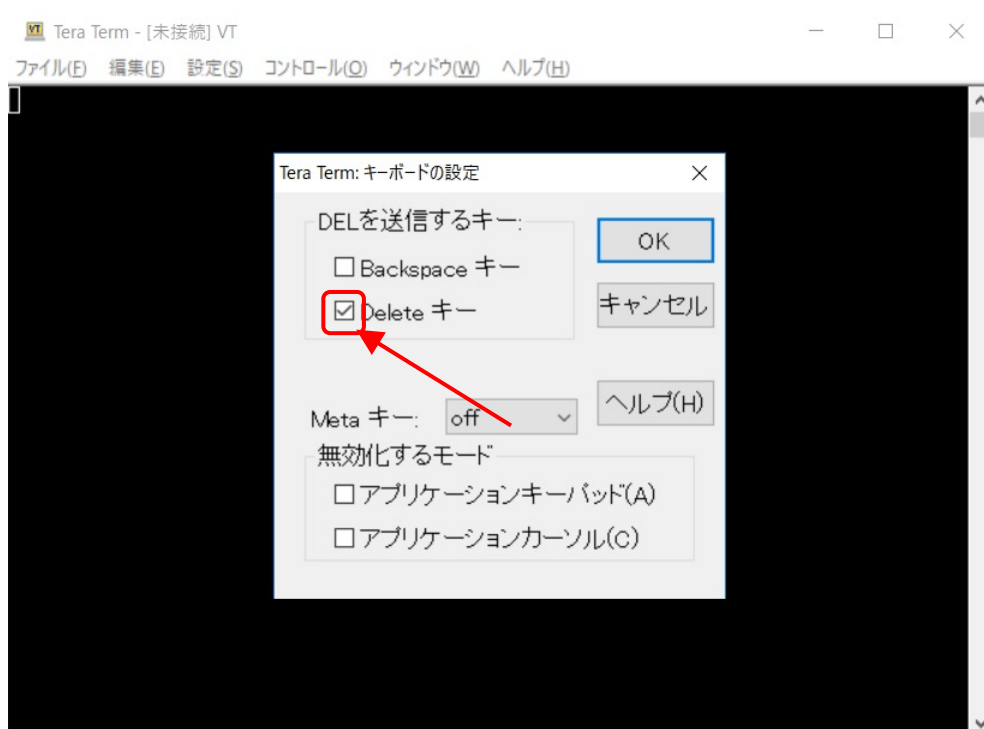 Tera Term - [未接続] VT
ファイル(F) 編集(E) 設定(S) コントロール(O) ウィンドウ(W) ヘルプ(H)
Tera Term: キーボードの設定
DELを送信するキー:
OK
Backspace キー
Delete キー
キャンセル
Meta キー: off
ヘルプ(H)
無効化するモード
アプリケーションキーパッド(A)
アプリケーションカーソル(C)